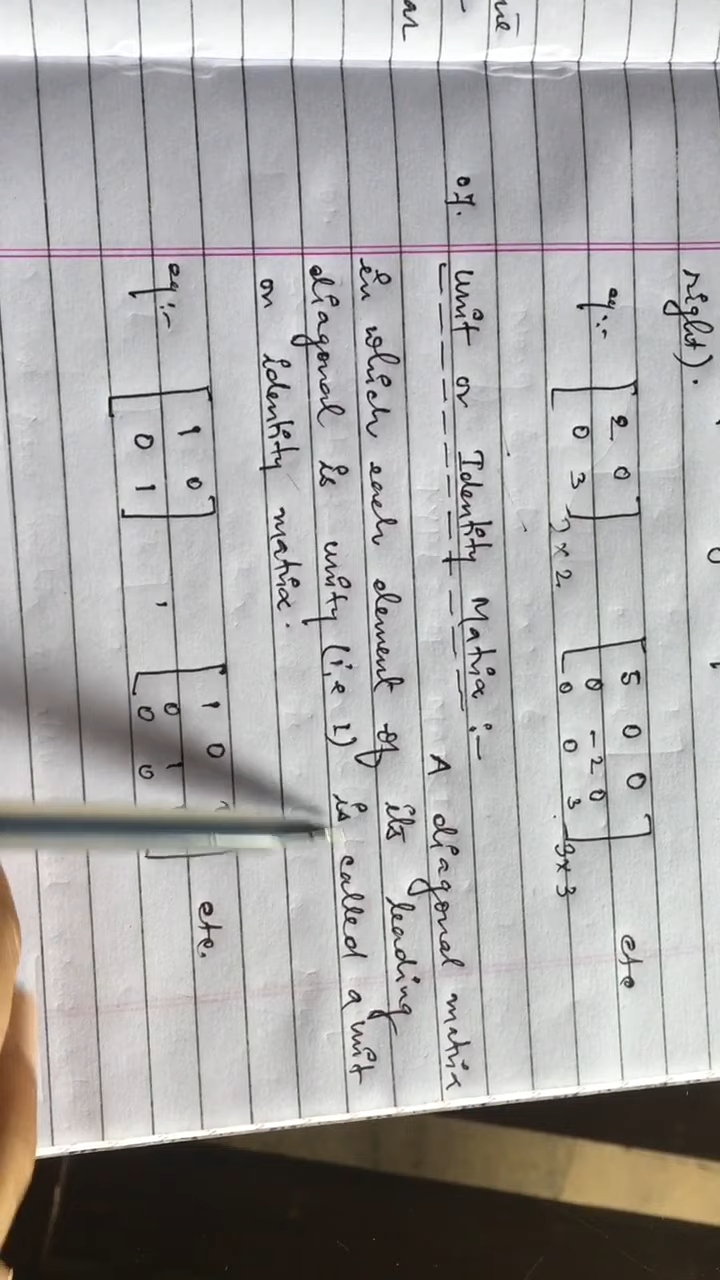 right).
eg :-
[ 2 0
0 3 ] 2 x 2
[ 5 0 0
0 -2 0
0 0 3 ] 3 x 3
etc
07. Unit or Identity Matrix :-
A diagonal matrix
in which each element of its leading
diagonal is unity (i,e 1) is called a unit
or identity matrix.
eg :-
[ 1 0
0 1 ] ,
[ 1 0
0 1
0 0
etc.